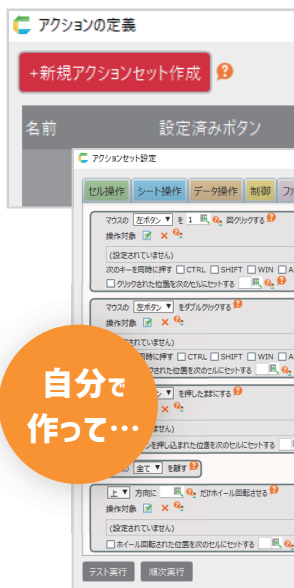 アクションの定義
+新規アクションセット作成
名前 設定済みボタン
アクションセット設定
セル操作 シート操作 データ操作 制御 ファ
マウスの 左ボタン▼ を 1 回クリックする
操作対象
(設定されていません)
次のキーを同時に押す □CTRL □SHIFT □WIN □A
□クリックされた位置を次のセルにセットする
マウスの 左ボタン▼ をダブルクリックする
操作対象
されていません)
同時に押す □CTRL □SHIFT □WIN □A
された位置を次のセルにセットする
▼ を押したままにする
せん)
を押し込まれた位置を次のセルにセットする
全て▼ を離す
上▼ 方向に だけホイール回転させる
操作対象
(設定されていません)
□ホイール回転された位置を次のセルにセットする
テスト実行 順次実行
自分で
作って…